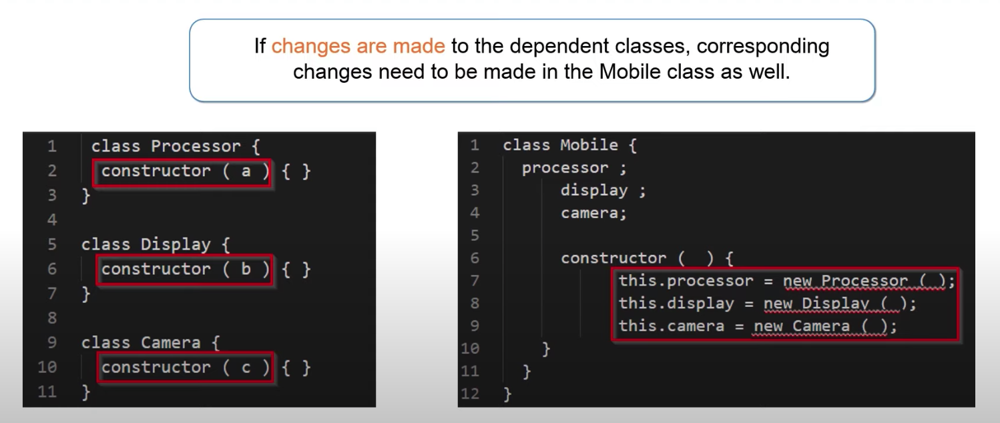 If changes are made to the dependent classes, corresponding
changes need to be made in the Mobile class as well.
1 class Processor {
2 constructor ( a ) { }
3 }
4
5 class Display {
6 constructor ( b ) { }
7 }
8
9 class Camera {
10 constructor ( c ) { }
11 }
1 class Mobile {
2 processor ;
3 display ;
4 camera;
5
6 constructor (  ) {
7 this.processor = new Processor ( );
8 this.display = new Display ( );
9 this.camera = new Camera ( );
10 }
11 }
12 }